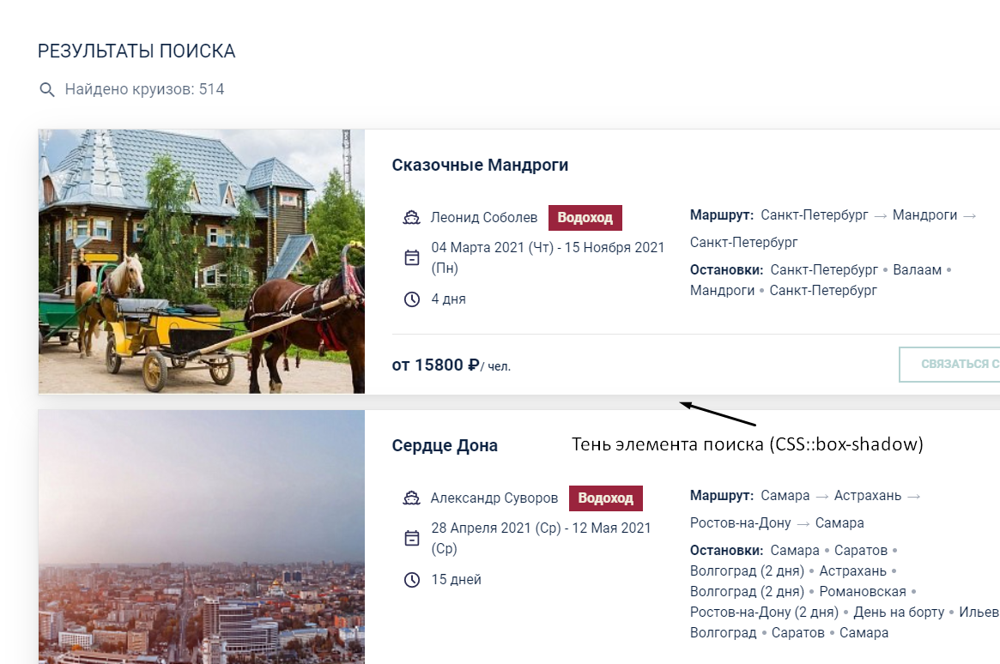 РЕЗУЛЬТАТЫ ПОИСКА
Найдено круизов: 514
Сказочные Мандроги
Леонид Соболев Водоход
04 Марта 2021 (Чт) - 15 Ноября 2021
(Пн)
4 дня
Маршрут: Санкт-Петербург → Мандроги →
Санкт-Петербург
Остановки: Санкт-Петербург • Валаам •
Мандроги • Санкт-Петербург
от 15800 ₽/ чел.
СВЯЗАТЬСЯ С
Тень элемента поиска (CSS::box-shadow)
Сердце Дона
Александр Суворов Водоход
28 Апреля 2021 (Ср) - 12 Мая 2021
(Ср)
15 дней
Маршрут: Самара → Астрахань →
Ростов-на-Дону → Самара
Остановки: Самара • Саратов •
Волгоград (2 дня) • Астрахань •
Волгоград (2 дня) • Романовская •
Ростов-на-Дону (2 дня) • День на борту • Ильев
Волгоград • Саратов • Самара